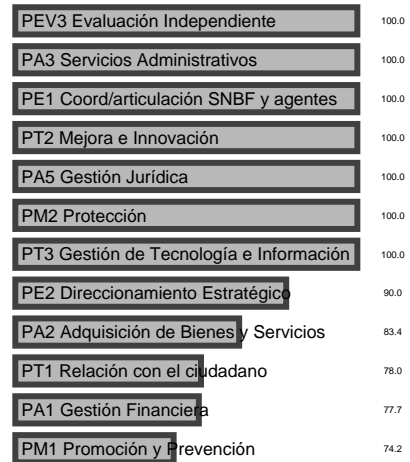 PEV3 Evaluación Independiente 100.0
PA3 Servicios Administrativos 100.0
PE1 Coord/articulación SNBF y agentes 100.0
PT2 Mejora e Innovación 100.0
PA5 Gestión Jurídica 100.0
PM2 Protección 100.0
PT3 Gestión de Tecnología e Información 100.0
PE2 Direccionamiento Estratégico 90.0
PA2 Adquisición de Bienes y Servicios 83.4
PT1 Relación con el ciudadano 78.0
PA1 Gestión Financiera 77.7
PM1 Promoción y Prevención 74.2